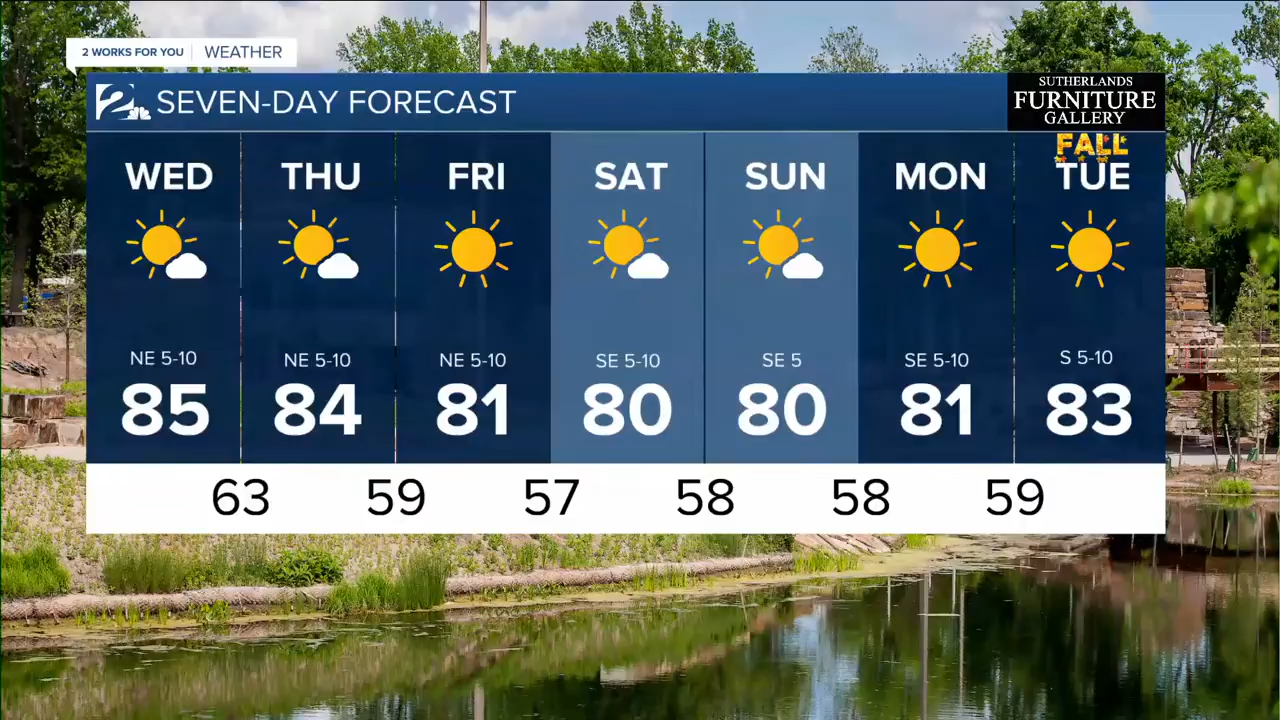 2 WORKS FOR YOU | WEATHER
2 SEVEN-DAY FORECAST
SUTHERLANDS
FURNITURE
GALLERY
FALL
WED THU FRI SAT SUN MON TUE
NE 5-10 NE 5-10 NE 5-10 SE 5-10 SE 5 SE 5-10 S 5-10
85 84 81 80 80 81 83
63 59 57 58 58 59